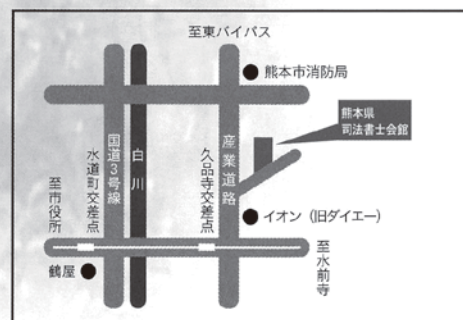 至東バイパス
熊本市消防局
熊本県
司法書士会館
国道3号線
白川
産業道路
水道町交差点
久品寺交差点
至市役所
イオン（旧ダイエー）
至水前寺
鶴屋